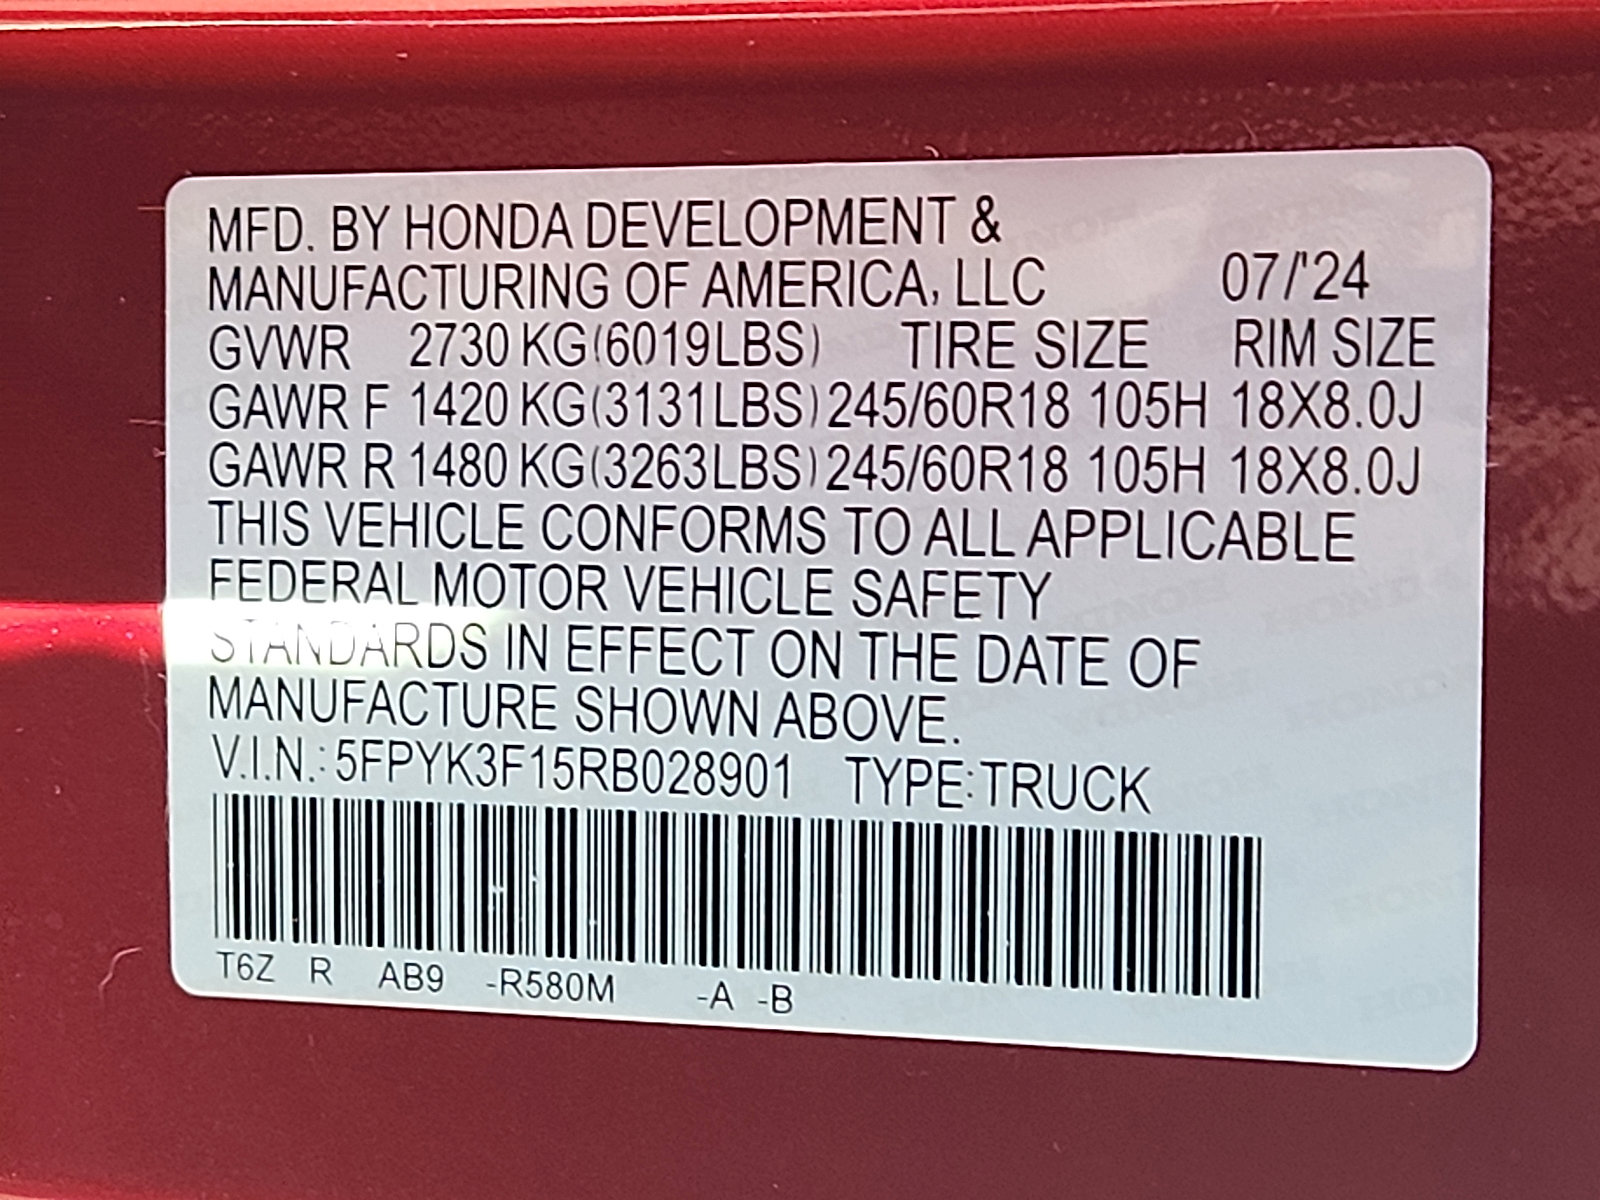 MFD. BY HONDA DEVELOPMENT &
MANUFACTURING OF AMERICA, LLC 07/'24
GVWR 2730 KG(6019LBS) TIRE SIZE RIM SIZE
GAWR F 1420 KG(3131LBS) 245/60R18 105H 18X8.0J
GAWR R 1480 KG(3263LBS) 245/60R18 105H 18X8.0J
THIS VEHICLE CONFORMS TO ALL APPLICABLE
FEDERAL MOTOR VEHICLE SAFETY
STANDARDS IN EFFECT ON THE DATE OF
MANUFACTURE SHOWN ABOVE.
V.I.N.: 5FPYK3F15RB028901 TYPE:TRUCK
T6Z R AB9 -R580M -A -B